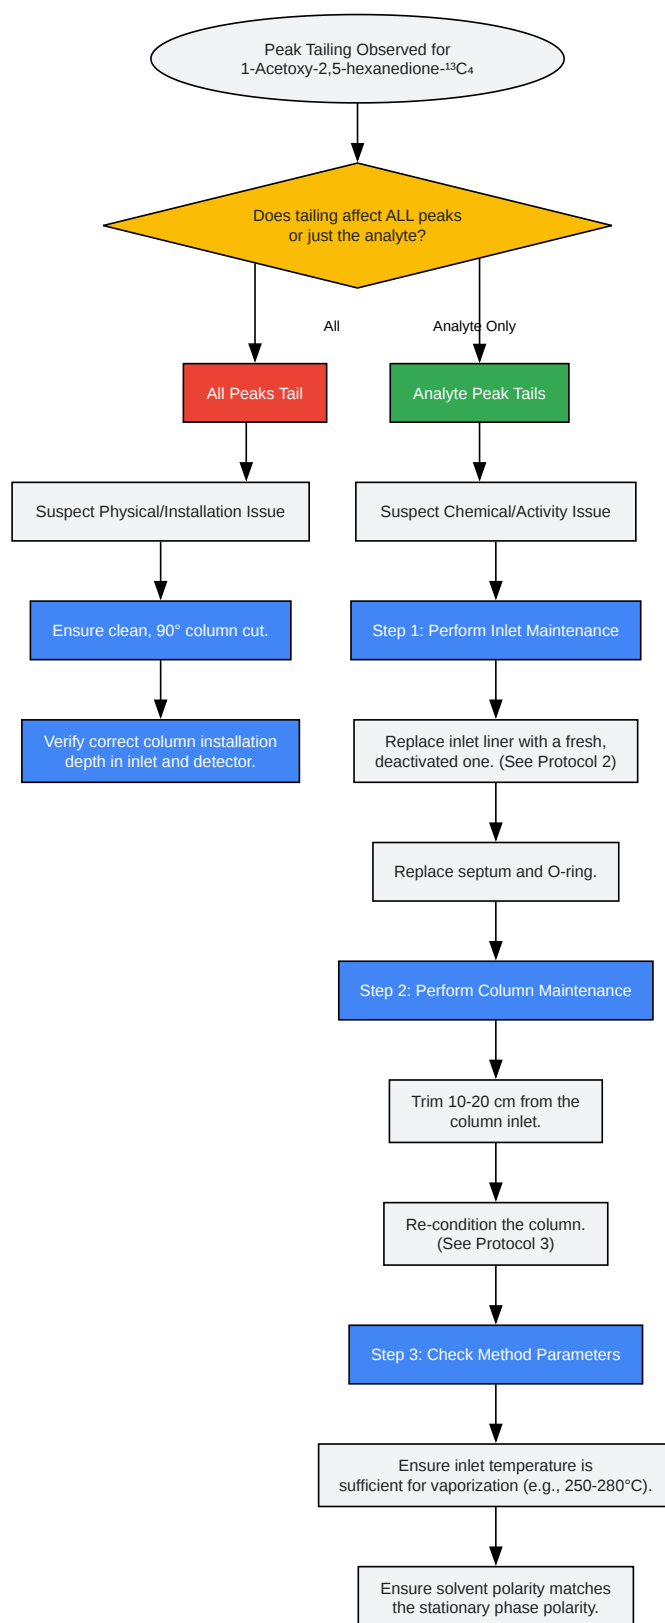 Peak Tailing Observed for
1-Acetoxy-2,5-hexanedione-¹³C₄
Does tailing affect ALL peaks
or just the analyte?
All
Analyte Only
All Peaks Tail
Analyte Peak Tails
Suspect Physical/Installation Issue
Suspect Chemical/Activity Issue
Ensure clean, 90° column cut.
Step 1: Perform Inlet Maintenance
Verify correct column installation
depth in inlet and detector.
Replace inlet liner with a fresh,
deactivated one. (See Protocol 2)
Replace septum and O-ring.
Step 2: Perform Column Maintenance
Trim 10-20 cm from the
column inlet.
Re-condition the column.
(See Protocol 3)
Step 3: Check Method Parameters
Ensure inlet temperature is
sufficient for vaporization (e.g., 250-280°C).
Ensure solvent polarity matches
the stationary phase polarity.